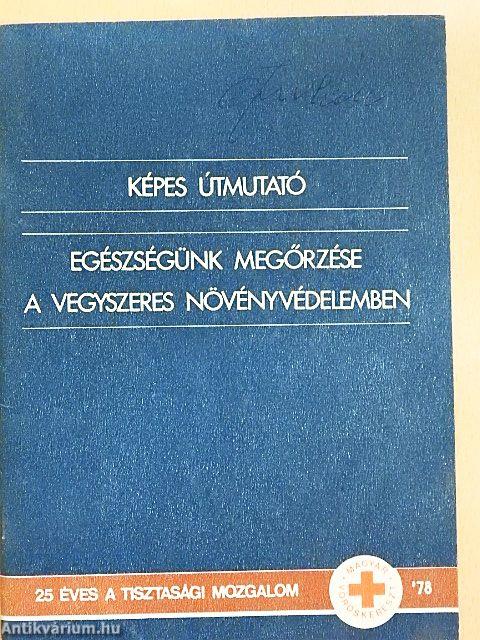 KÉPES ÚTMUTATÓ
EGÉSZSÉGÜNK MEGŐRZÉSE
A VEGYSZERES NÖVÉNYVÉDELEMBEN
25 ÉVES A TISZTASÁGI MOZGALOM
MAGYAR VÖRÖSKERESZT
'78
Antikvárium.hu